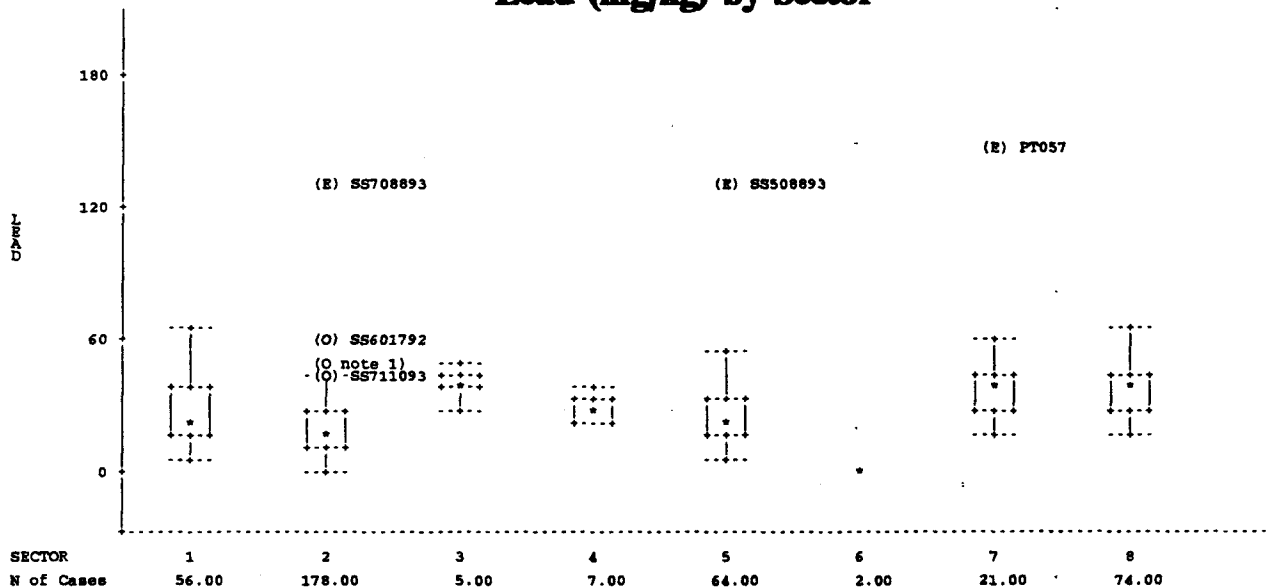 Lead (mg/kg) by Sector
180
(E) PT057
(E) SS708893
(E) SS508893
120
LEAD
60
(O) SS601792
(O note 1)
(O) SS711093
0
SECTOR 1 2 3 4 5 6 7 8
N of Cases 56.00 178.00 5.00 7.00 64.00 2.00 21.00 74.00